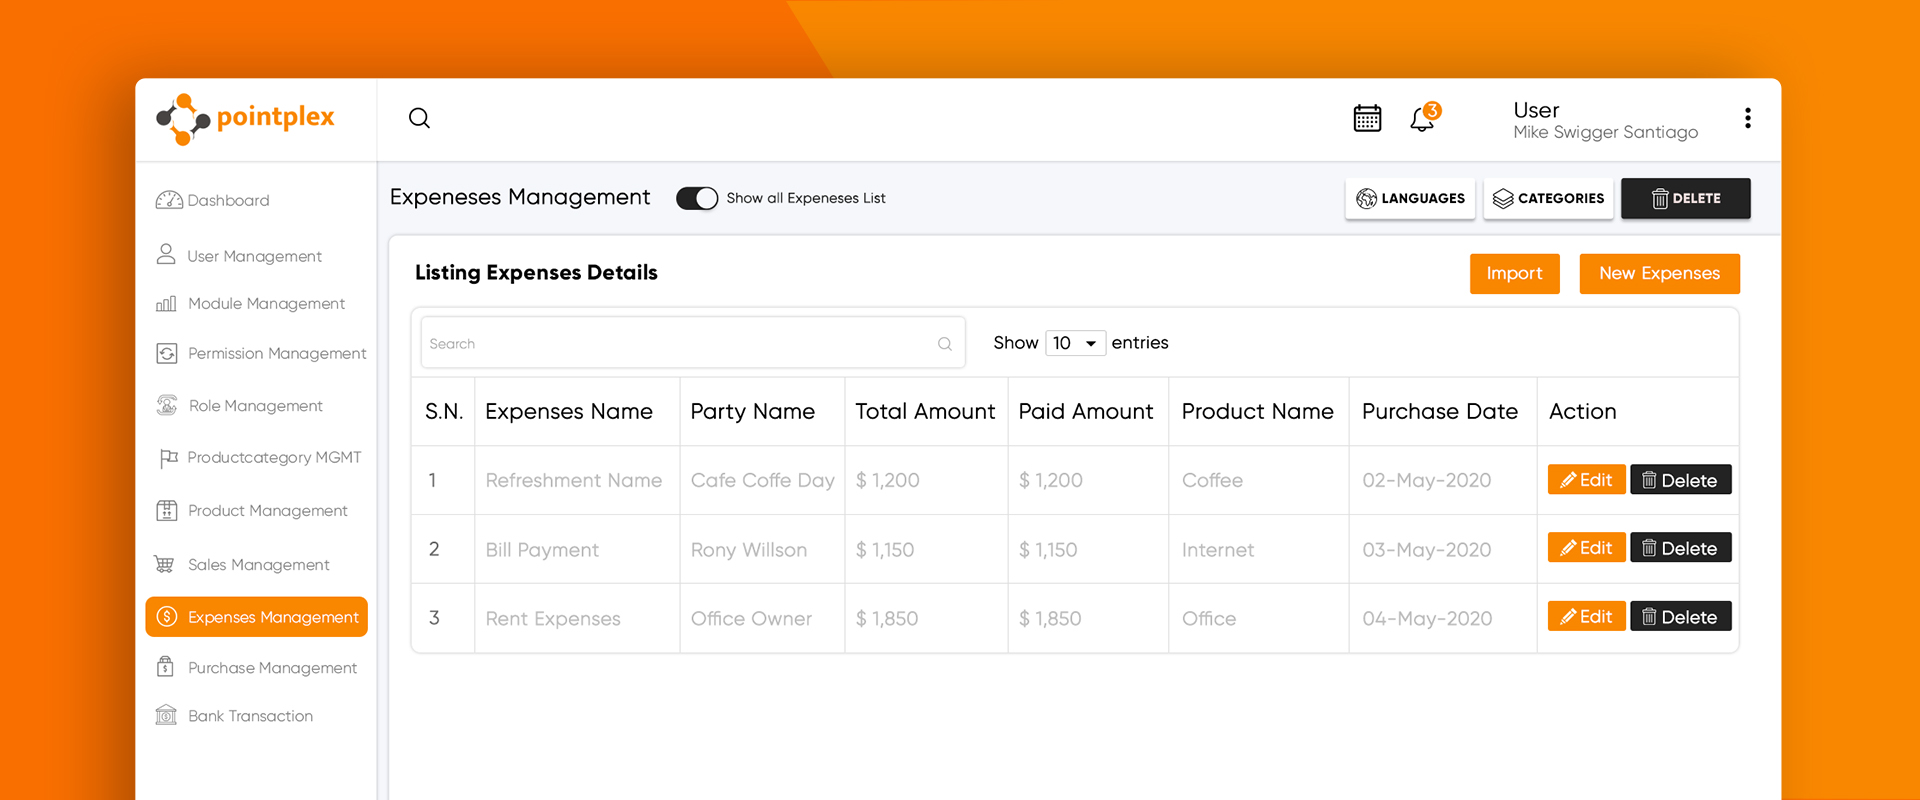 pointplex
3
User
Mike Swigger Santiago
Dashboard
User Management
Module Management
Permission Management
Role Management
Productcategory MGMT
Product Management
Sales Management
Expenses Management
Purchase Management
Bank Transaction
Expeneses Management
Show all Expeneses List
LANGUAGES
CATEGORIES
DELETE
Listing Expenses Details
Import
New Expenses
Search
Show 10 entries
S.N. Expenses Name Party Name Total Amount Paid Amount Product Name Purchase Date Action
1 Refreshment Name Cafe Coffe Day $ 1,200 $ 1,200 Coffee 02-May-2020 Edit Delete
2 Bill Payment Rony Willson $ 1,150 $ 1,150 Internet 03-May-2020 Edit Delete
3 Rent Expenses Office Owner $ 1,850 $ 1,850 Office 04-May-2020 Edit Delete